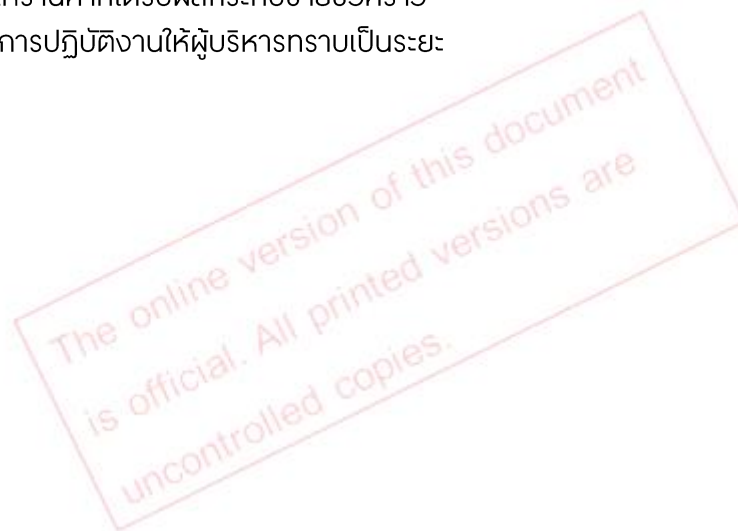 การปฏิบัติงานให้ผู้บริหารทราบเป็นระยะ
The online version of this document
is official. All printed versions are
uncontrolled copies.